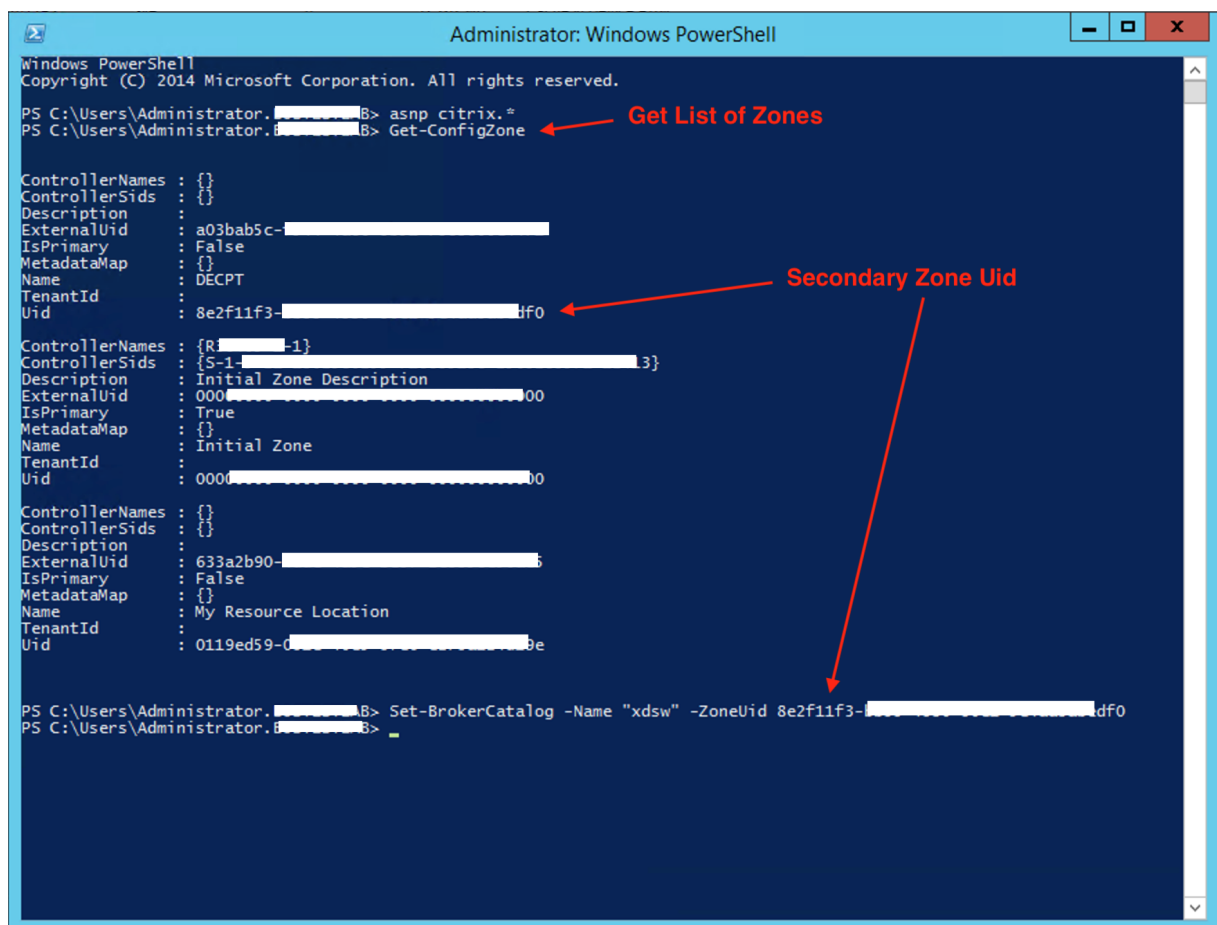 Administrator: Windows PowerShell
Windows PowerShell
Copyright (C) 2014 Microsoft Corporation. All rights reserved.
PS C:\Users\Administrator. B> asnp citrix.*
PS C:\Users\Administrator. B> Get-ConfigZone
Get List of Zones
ControllerNames : {}
ControllerSids : {}
Description :
ExternalUid : a03bab5c-
IsPrimary : False
MetadataMap : {}
Name : DECPT
TenantId :
Uid : 8e2f11f3- df0
Secondary Zone Uid
ControllerNames : {R -1}
ControllerSids : {S-1- 13}
Description : Initial Zone Description
ExternalUid : 000 00
IsPrimary : True
MetadataMap : {}
Name : Initial Zone
TenantId :
Uid : 000 00
ControllerNames : {}
ControllerSids : {}
Description :
ExternalUid : 633a2b90-
IsPrimary : False
MetadataMap : {}
Name : My Resource Location
TenantId :
Uid : 0119ed59- 9e
PS C:\Users\Administrator. B> Set-BrokerCatalog -Name "xdsw" -ZoneUid 8e2f11f3- df0
PS C:\Users\Administrator. B>